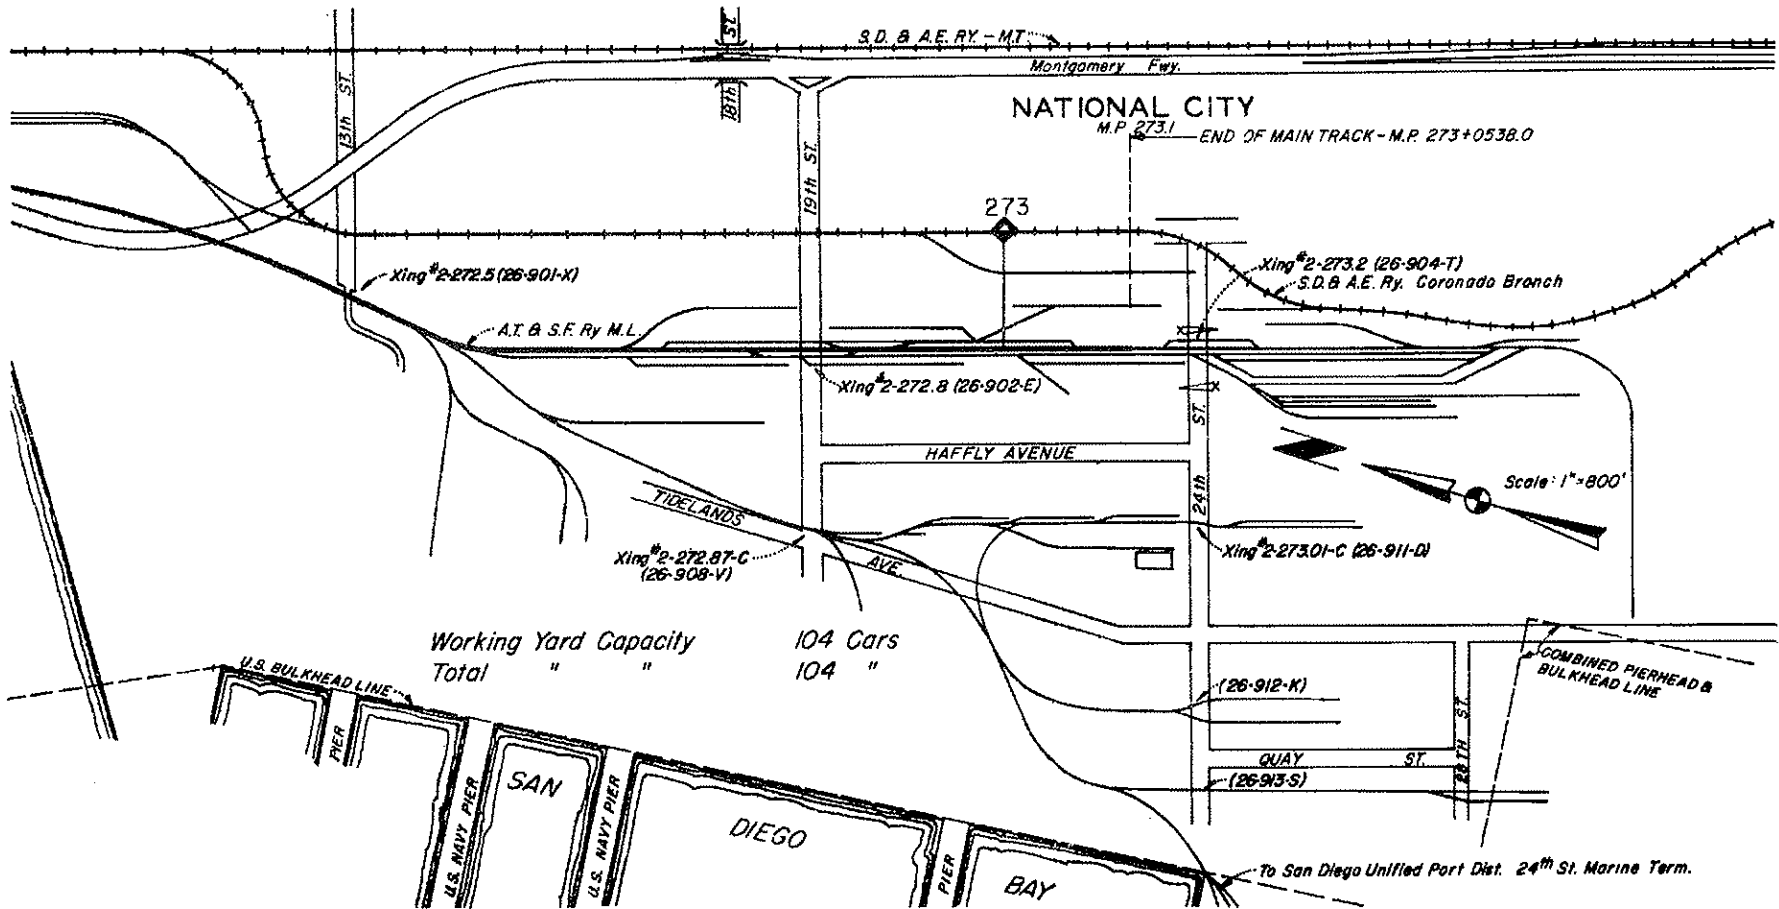 ST.
S.D. & A.E. RY. - M.T.
Montgomery Fwy.
13th ST.
18th
NATIONAL CITY
M.P. 273.1
END OF MAIN TRACK - M.P. 273+0538.0
19th ST.
273
Xing #2-272.5 (26-901-X)
Xing #2-273.2 (26-904-T)
S.D. & A.E. Ry. Coronado Branch
A.T. & S.F. Ry M.L.
X
Xing #2-272.8 (26-902-E)
X
HAFFLY AVENUE
24th ST.
Scale: 1"=800'
TIDELANDS AVE.
Xing #2-272.87-C
(26-908-V)
Xing #2-273.01-C (26-911-D)
Working Yard Capacity 104 Cars
Total " " 104 "
U.S. BULKHEAD LINE
COMBINED PIERHEAD &
BULKHEAD LINE
(26-912-K)
PIER
U.S. NAVY PIER
SAN
U.S. NAVY PIER
DIEGO
PIER
BAY
QUAY ST.
28TH ST.
(26-913-S)
To San Diego Unified Port Dist. 24th St. Marine Term.